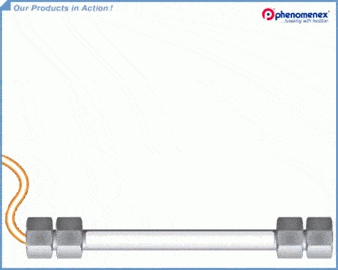 Our Products in Action!
phenomenex
...breaking with tradition